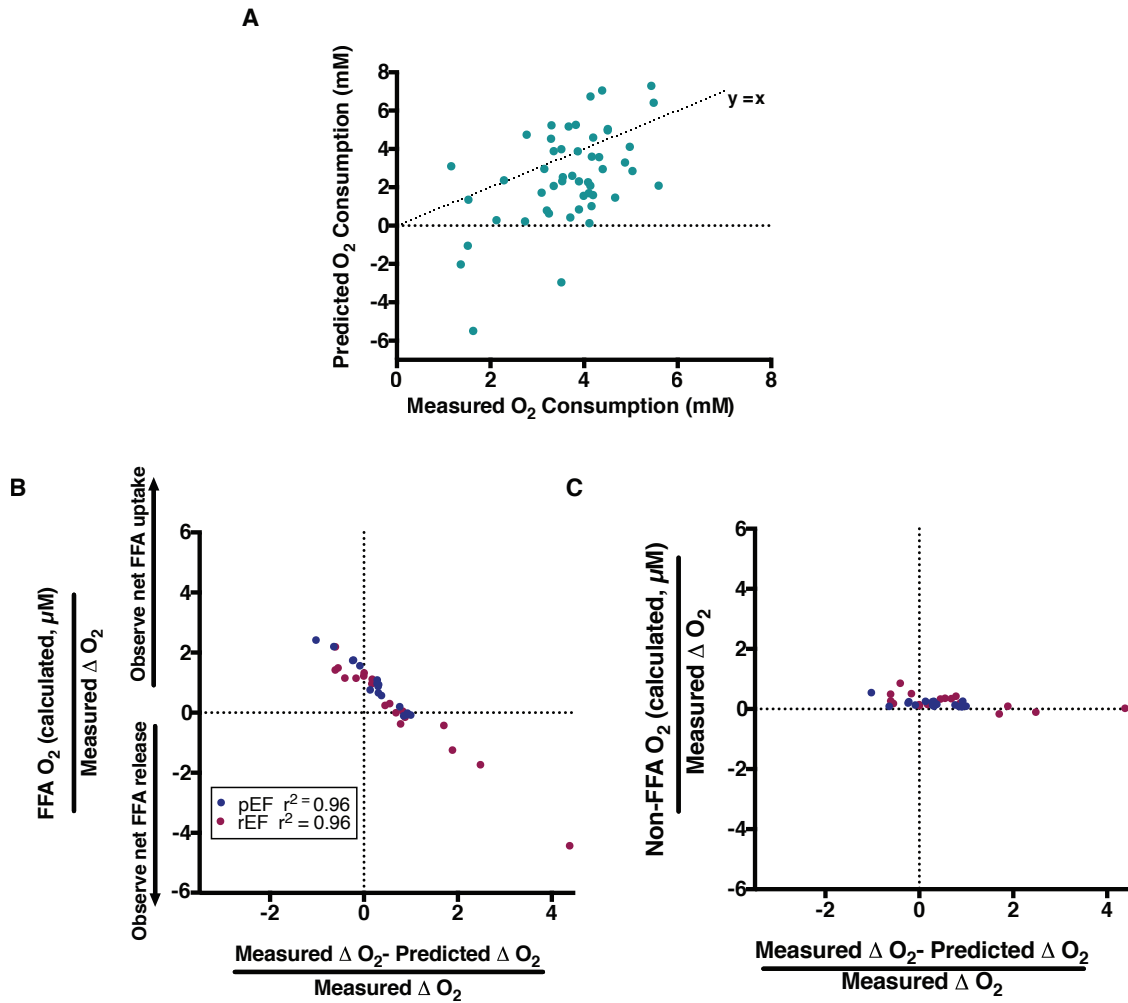 A
Predicted O2 Consumption (mM)
8
6
4
2
0
-2
-4
-6
y =x
0 2 4 6 8
Measured O2 Consumption (mM)
B
Observe net FFA uptake
Observe net FFA release
FFA O2 (calculated, µM)
Measured Δ O2
6
4
2
0
-2
-4
-6
pEF r2 = 0.96
rEF r2 = 0.96
-2 0 2 4
Measured Δ O2- Predicted Δ O2
Measured Δ O2
C
Non-FFA O2 (calculated, µM)
Measured Δ O2
6
4
2
0
-2
-4
-6
-2 0 2 4
Measured Δ O2- Predicted Δ O2
Measured Δ O2